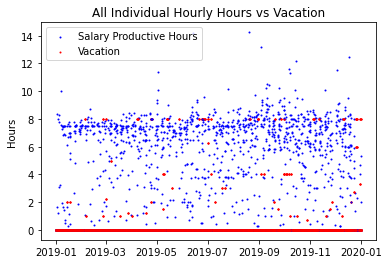 All Individual Hourly Hours vs Vacation
Salary Productive Hours
Vacation
Hours
14
12
10
8
6
4
2
0
2019-01 2019-03 2019-05 2019-07 2019-09 2019-11 2020-01